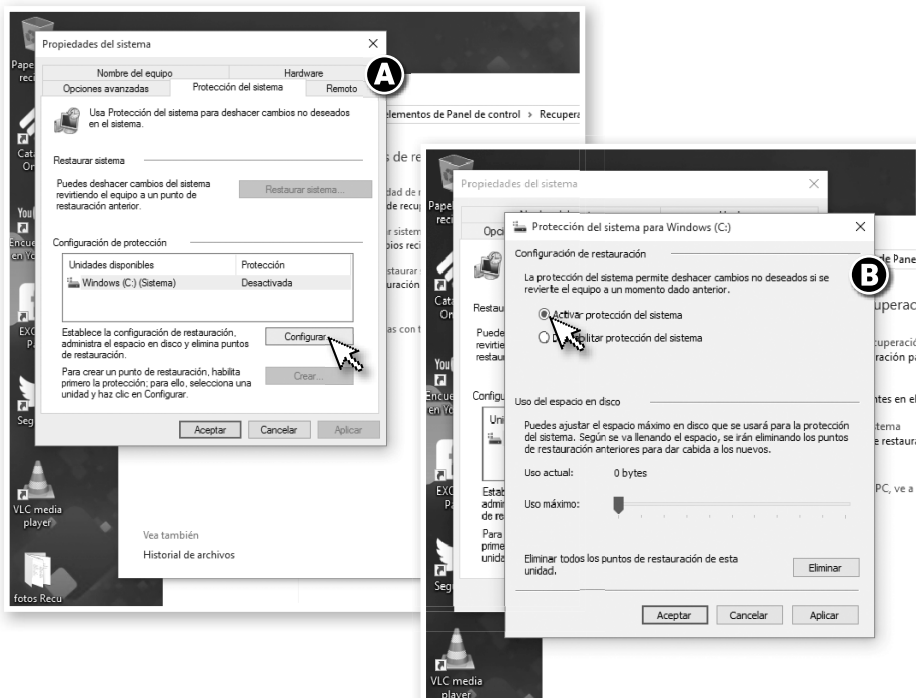 Propiedades del sistema
A
Nombre del equipo
Hardware
Opciones avanzadas
Protección del sistema
Remoto
Usa Protección del sistema para deshacer cambios no deseados
en el sistema.
Restaurar sistema
Puedes deshacer cambios del sistema
revirtiendo el equipo a un punto de
restauración anterior.
Restaurar sistema...
Configuración de protección
Unidades disponibles
Protección
Windows (C:) (Sistema)
Desactivada
Establece la configuración de restauración,
administra el espacio en disco y elimina puntos
de restauración.
Configurar
Para crear un punto de restauración, habilita
primero la protección; para ello, selecciona una
unidad y haz clic en Configurar.
Crear...
Aceptar
Cancelar
Aplicar
elementos de Panel de control > Recupera
VLC media
player
fotos Recu
Vea también
Historial de archivos
Propiedades del sistema
B
Protección del sistema para Windows (C:)
Configuración de restauración
La protección del sistema permite deshacer cambios no deseados si se
revierte el equipo a un momento dado anterior.
Activar protección del sistema
protección del sistema
Uso del espacio en disco
Puedes ajustar el espacio máximo en disco que se usará para la protección
del sistema. Según se va llenando el espacio, se irán eliminando los puntos
de restauración anteriores para dar cabida a los nuevos.
Uso actual:
0 bytes
Uso máximo:
Eliminar todos los puntos de restauración de esta
unidad.
Eliminar
Aceptar
Cancelar
Aplicar
PC, ve a
VLC media
player